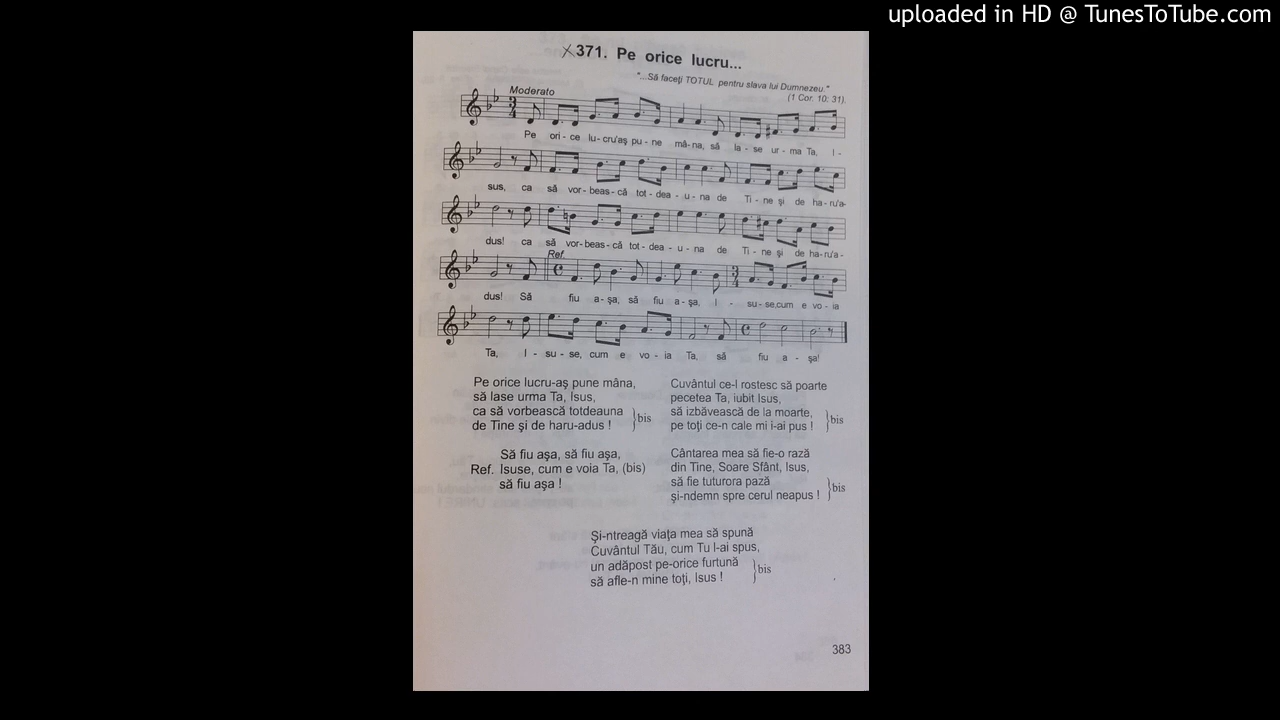 uploaded in HD @ TunesToTube.com
371. Pe orice lucru...
"...Să faceţi TOTUL pentru slava lui Dumnezeu."
(1 Cor. 10: 31).
Moderato
3/4
Pe ori - ce lu - cru'aş pu - ne mâ - na, să la - se ur - ma Ta, I -
sus, ca să vor - beas - că tot - dea - u - na de Ti - ne şi de ha - ru'a-
dus! ca să vor - beas - că tot - dea - u - na de Ti - ne şi de ha - ru'a -
Ref.
3/4
dus! Să fiu a - şa, să fiu a - şa, I - su - se,cum e vo - ia
Ta, I - su - se, cum e vo - ia Ta, să fiu a - şa!
Pe orice lucru-aş pune mâna,
să lase urma Ta, Isus,
ca să vorbească totdeauna
de Tine şi de haru-adus ! } bis
Să fiu aşa, să fiu aşa,
Ref. Isuse, cum e voia Ta, (bis)
să fiu aşa !
Cuvântul ce-l rostesc să poarte
pecetea Ta, iubit Isus,
să izbăvească de la moarte,
pe toţi ce-n cale mi i-ai pus ! } bis
Cântarea mea să fie-o rază
din Tine, Soare Sfânt, Isus,
să fie tuturora pază
şi-ndemn spre cerul neapus ! } bis
Şi-ntreagă viaţa mea să spună
Cuvântul Tău, cum Tu l-ai spus,
un adăpost pe-orice furtună
să afle-n mine toţi, Isus ! } bis
383